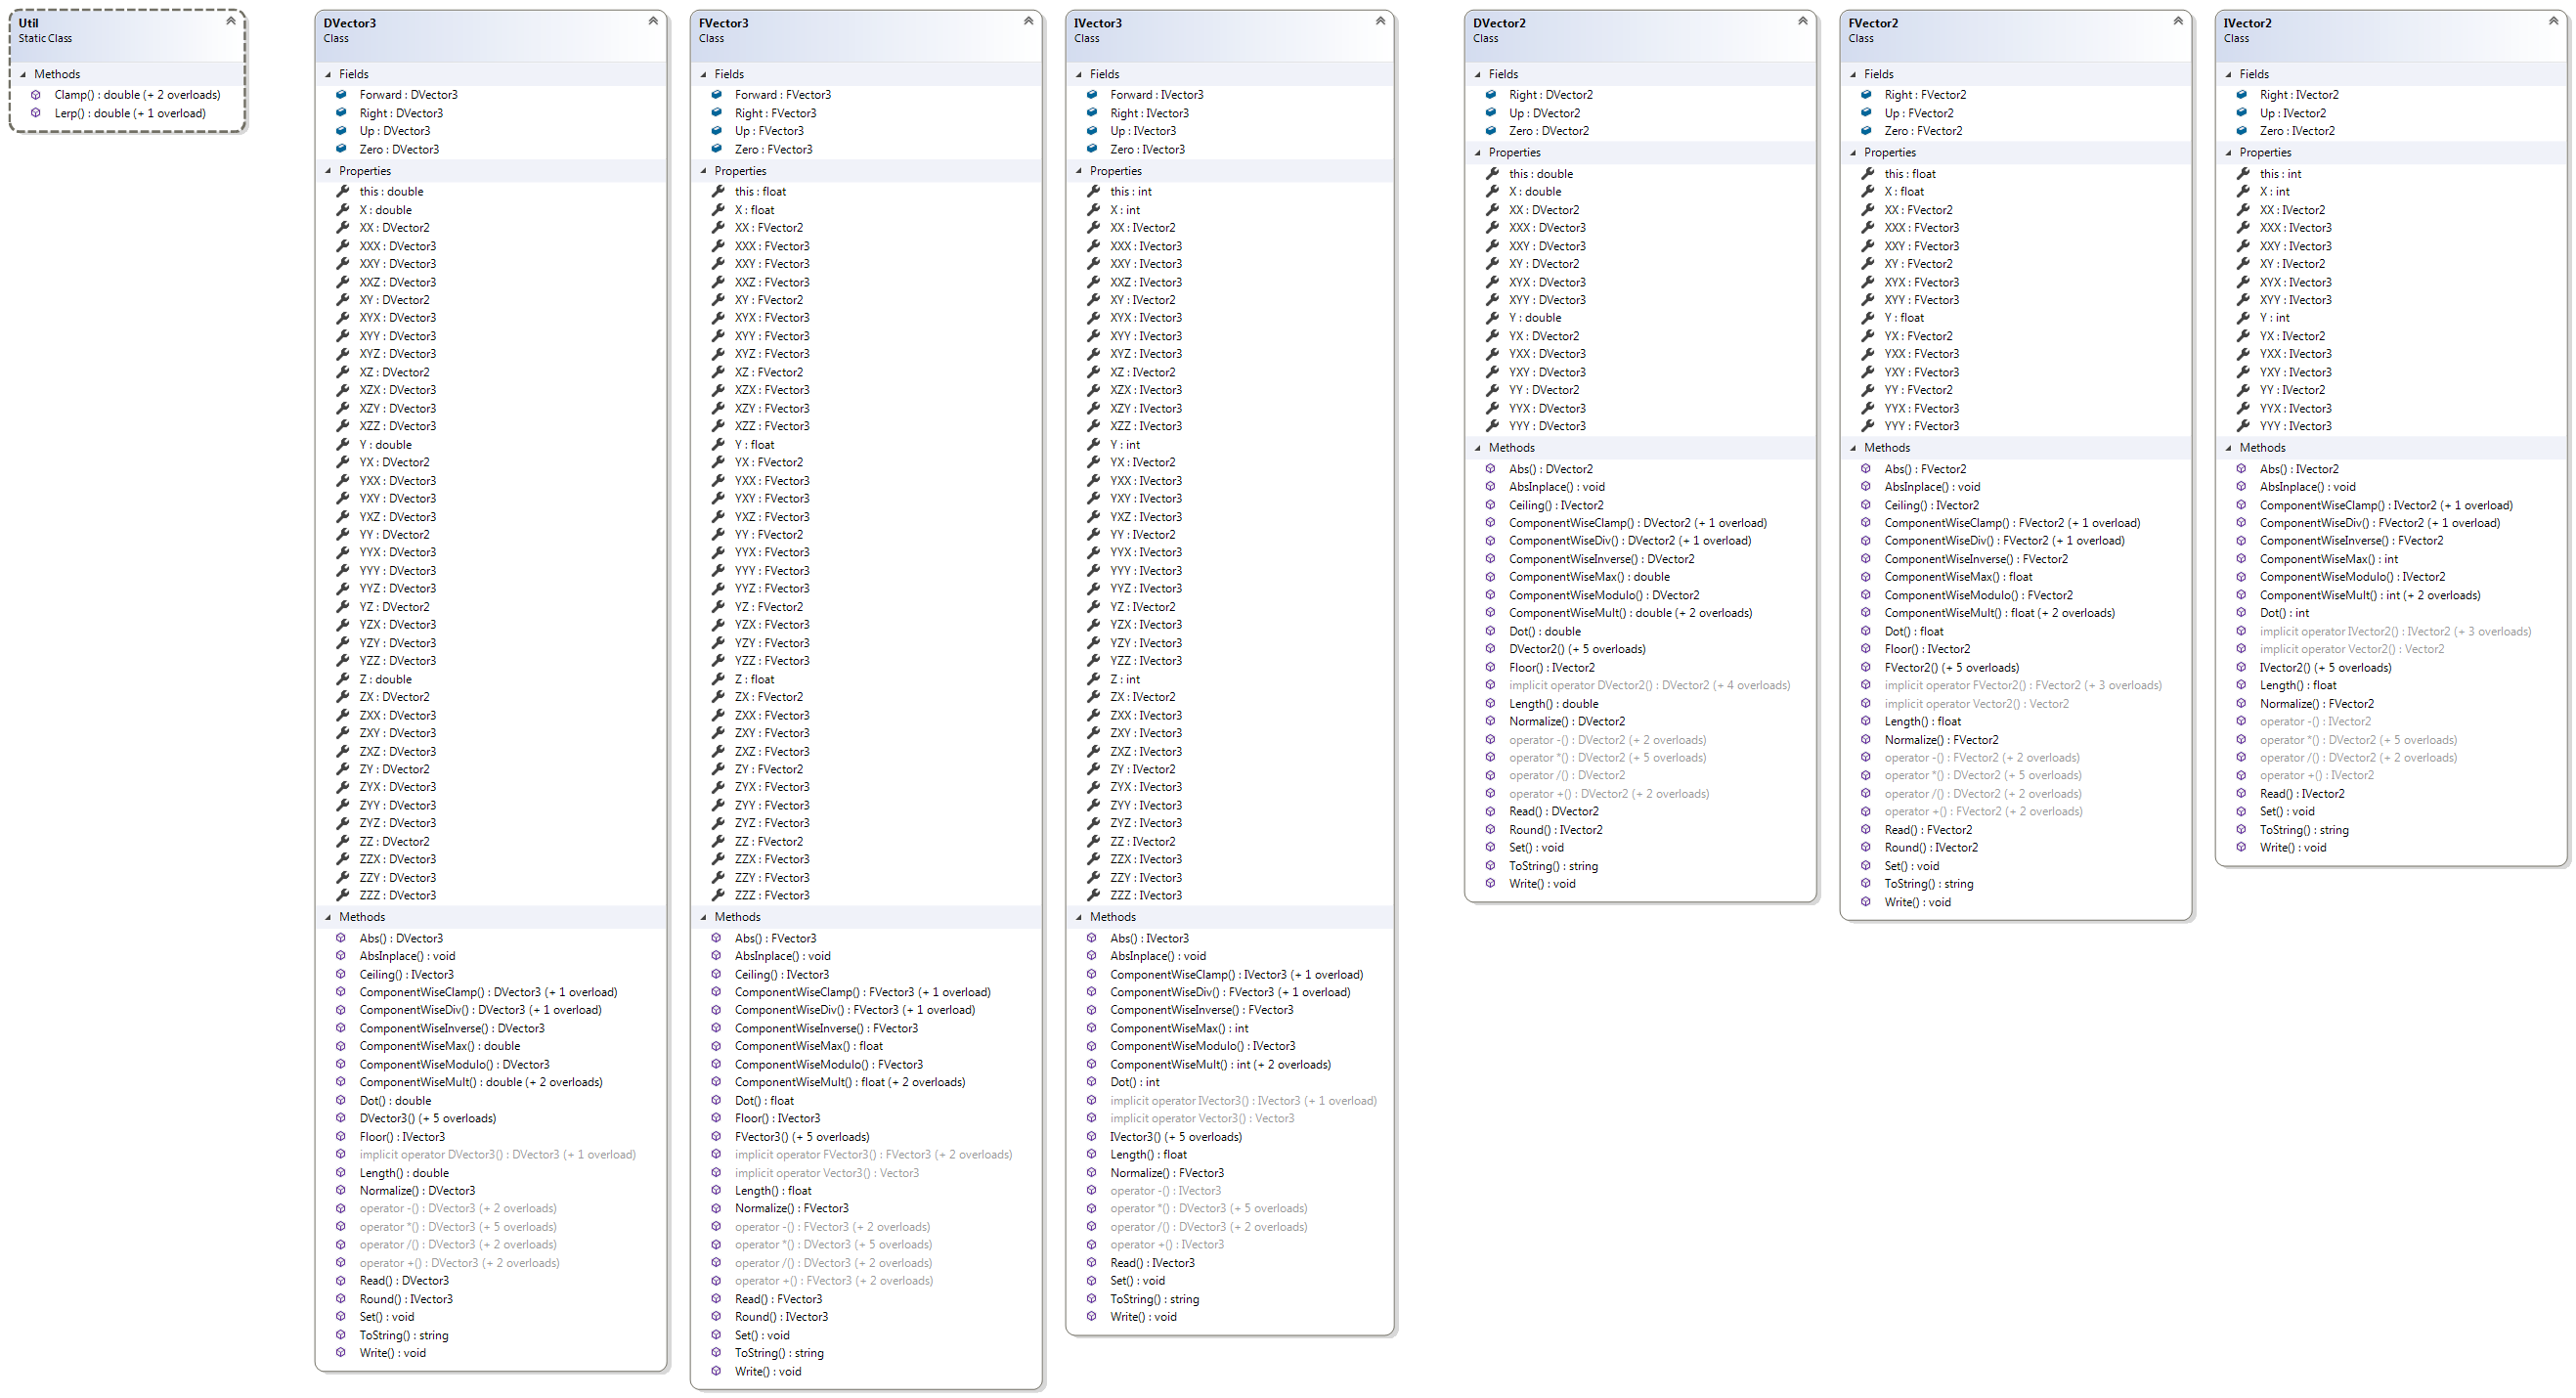 Util
Static Class
Methods
Clamp() : double (+ 2 overloads)
Lerp() : double (+ 1 overload)
DVector3
Class
Fields
Forward : DVector3
Right : DVector3
Up : DVector3
Zero : DVector3
Properties
this : double
X : double
XX : DVector2
XXX : DVector3
XXY : DVector3
XXZ : DVector3
XY : DVector2
XYX : DVector3
XYY : DVector3
XYZ : DVector3
XZ : DVector2
XZX : DVector3
XZY : DVector3
XZZ : DVector3
Y : double
YX : DVector2
YXX : DVector3
YXY : DVector3
YXZ : DVector3
YY : DVector2
YYX : DVector3
YYY : DVector3
YYZ : DVector3
YZ : DVector2
YZX : DVector3
YZY : DVector3
YZZ : DVector3
Z : double
ZX : DVector2
ZXX : DVector3
ZXY : DVector3
ZXZ : DVector3
ZY : DVector2
ZYX : DVector3
ZYY : DVector3
ZYZ : DVector3
ZZ : DVector2
ZZX : DVector3
ZZY : DVector3
ZZZ : DVector3
Methods
Abs() : DVector3
AbsInplace() : void
Ceiling() : IVector3
ComponentWiseClamp() : DVector3 (+ 1 overload)
ComponentWiseDiv() : DVector3 (+ 1 overload)
ComponentWiseInverse() : DVector3
ComponentWiseMax() : double
ComponentWiseModulo() : DVector3
ComponentWiseMult() : double (+ 2 overloads)
Dot() : double
DVector3() (+ 5 overloads)
Floor() : IVector3
implicit operator DVector3() : DVector3 (+ 1 overload)
Length() : double
Normalize() : DVector3
operator -() : DVector3 (+ 2 overloads)
operator *() : DVector3 (+ 5 overloads)
operator /() : DVector3 (+ 2 overloads)
operator +() : DVector3 (+ 2 overloads)
Read() : DVector3
Round() : IVector3
Set() : void
ToString() : string
Write() : void
FVector3
Class
Fields
Forward : FVector3
Right : FVector3
Up : FVector3
Zero : FVector3
Properties
this : float
X : float
XX : FVector2
XXX : FVector3
XXY : FVector3
XXZ : FVector3
XY : FVector2
XYX : FVector3
XYY : FVector3
XYZ : FVector3
XZ : FVector2
XZX : FVector3
XZY : FVector3
XZZ : FVector3
Y : float
YX : FVector2
YXX : FVector3
YXY : FVector3
YXZ : FVector3
YY : FVector2
YYX : FVector3
YYY : FVector3
YYZ : FVector3
YZ : FVector2
YZX : FVector3
YZY : FVector3
YZZ : FVector3
Z : float
ZX : FVector2
ZXX : FVector3
ZXY : FVector3
ZXZ : FVector3
ZY : FVector2
ZYX : FVector3
ZYY : FVector3
ZYZ : FVector3
ZZ : FVector2
ZZX : FVector3
ZZY : FVector3
ZZZ : FVector3
Methods
Abs() : FVector3
AbsInplace() : void
Ceiling() : IVector3
ComponentWiseClamp() : FVector3 (+ 1 overload)
ComponentWiseDiv() : FVector3 (+ 1 overload)
ComponentWiseInverse() : FVector3
ComponentWiseMax() : float
ComponentWiseModulo() : FVector3
ComponentWiseMult() : float (+ 2 overloads)
Dot() : float
Floor() : IVector3
FVector3() (+ 5 overloads)
implicit operator FVector3() : FVector3 (+ 2 overloads)
implicit operator Vector3() : Vector3
Length() : float
Normalize() : FVector3
operator -() : FVector3 (+ 2 overloads)
operator *() : DVector3 (+ 5 overloads)
operator /() : DVector3 (+ 2 overloads)
operator +() : FVector3 (+ 2 overloads)
Read() : FVector3
Round() : IVector3
Set() : void
ToString() : string
Write() : void
IVector3
Class
Fields
Forward : IVector3
Right : IVector3
Up : IVector3
Zero : IVector3
Properties
this : int
X : int
XX : IVector2
XXX : IVector3
XXY : IVector3
XXZ : IVector3
XY : IVector2
XYX : IVector3
XYY : IVector3
XYZ : IVector3
XZ : IVector2
XZX : IVector3
XZY : IVector3
XZZ : IVector3
Y : int
YX : IVector2
YXX : IVector3
YXY : IVector3
YXZ : IVector3
YY : IVector2
YYX : IVector3
YYY : IVector3
YYZ : IVector3
YZ : IVector2
YZX : IVector3
YZY : IVector3
YZZ : IVector3
Z : int
ZX : IVector2
ZXX : IVector3
ZXY : IVector3
ZXZ : IVector3
ZY : IVector2
ZYX : IVector3
ZYY : IVector3
ZYZ : IVector3
ZZ : IVector2
ZZX : IVector3
ZZY : IVector3
ZZZ : IVector3
Methods
Abs() : IVector3
AbsInplace() : void
ComponentWiseClamp() : IVector3 (+ 1 overload)
ComponentWiseDiv() : FVector3 (+ 1 overload)
ComponentWiseInverse() : FVector3
ComponentWiseMax() : int
ComponentWiseModulo() : IVector3
ComponentWiseMult() : int (+ 2 overloads)
Dot() : int
implicit operator IVector3() : IVector3 (+ 1 overload)
implicit operator Vector3() : Vector3
IVector3() (+ 5 overloads)
Length() : float
Normalize() : FVector3
operator -() : IVector3
operator *() : DVector3 (+ 5 overloads)
operator /() : DVector3 (+ 2 overloads)
operator +() : IVector3
Read() : IVector3
Set() : void
ToString() : string
Write() : void
DVector2
Class
Fields
Right : DVector2
Up : DVector2
Zero : DVector2
Properties
this : double
X : double
XX : DVector2
XXX : DVector3
XXY : DVector3
XY : DVector2
XYX : DVector3
XYY : DVector3
Y : double
YX : DVector2
YXX : DVector3
YXY : DVector3
YY : DVector2
YYX : DVector3
YYY : DVector3
Methods
Abs() : DVector2
AbsInplace() : void
Ceiling() : IVector2
ComponentWiseClamp() : DVector2 (+ 1 overload)
ComponentWiseDiv() : DVector2 (+ 1 overload)
ComponentWiseInverse() : DVector2
ComponentWiseMax() : double
ComponentWiseModulo() : DVector2
ComponentWiseMult() : double (+ 2 overloads)
Dot() : double
DVector2() (+ 5 overloads)
Floor() : IVector2
implicit operator DVector2() : DVector2 (+ 4 overloads)
Length() : double
Normalize() : DVector2
operator -() : DVector2 (+ 2 overloads)
operator *() : DVector2 (+ 5 overloads)
operator /() : DVector2
operator +() : DVector2 (+ 2 overloads)
Read() : DVector2
Round() : IVector2
Set() : void
ToString() : string
Write() : void
FVector2
Class
Fields
Right : FVector2
Up : FVector2
Zero : FVector2
Properties
this : float
X : float
XX : FVector2
XXX : FVector3
XXY : FVector3
XY : FVector2
XYX : FVector3
XYY : FVector3
Y : float
YX : FVector2
YXX : FVector3
YXY : FVector3
YY : FVector2
YYX : FVector3
YYY : FVector3
Methods
Abs() : FVector2
AbsInplace() : void
Ceiling() : IVector2
ComponentWiseClamp() : FVector2 (+ 1 overload)
ComponentWiseDiv() : FVector2 (+ 1 overload)
ComponentWiseInverse() : FVector2
ComponentWiseMax() : float
ComponentWiseModulo() : FVector2
ComponentWiseMult() : float (+ 2 overloads)
Dot() : float
Floor() : IVector2
FVector2() (+ 5 overloads)
implicit operator FVector2() : FVector2 (+ 3 overloads)
implicit operator Vector2() : Vector2
Length() : float
Normalize() : FVector2
operator -() : FVector2 (+ 2 overloads)
operator *() : DVector2 (+ 5 overloads)
operator /() : DVector2 (+ 2 overloads)
operator +() : FVector2 (+ 2 overloads)
Read() : FVector2
Round() : IVector2
Set() : void
ToString() : string
Write() : void
IVector2
Class
Fields
Right : IVector2
Up : IVector2
Zero : IVector2
Properties
this : int
X : int
XX : IVector2
XXX : IVector3
XXY : IVector3
XY : IVector2
XYX : IVector3
XYY : IVector3
Y : int
YX : IVector2
YXX : IVector3
YXY : IVector3
YY : IVector2
YYX : IVector3
YYY : IVector3
Methods
Abs() : IVector2
AbsInplace() : void
ComponentWiseClamp() : IVector2 (+ 1 overload)
ComponentWiseDiv() : FVector2 (+ 1 overload)
ComponentWiseInverse() : FVector2
ComponentWiseMax() : int
ComponentWiseModulo() : IVector2
ComponentWiseMult() : int (+ 2 overloads)
Dot() : int
implicit operator IVector2() : IVector2 (+ 3 overloads)
implicit operator Vector2() : Vector2
IVector2() (+ 5 overloads)
Length() : float
Normalize() : FVector2
operator -() : IVector2
operator *() : DVector2 (+ 5 overloads)
operator /() : DVector2 (+ 2 overloads)
operator +() : IVector2
Read() : IVector2
Set() : void
ToString() : string
Write() : void